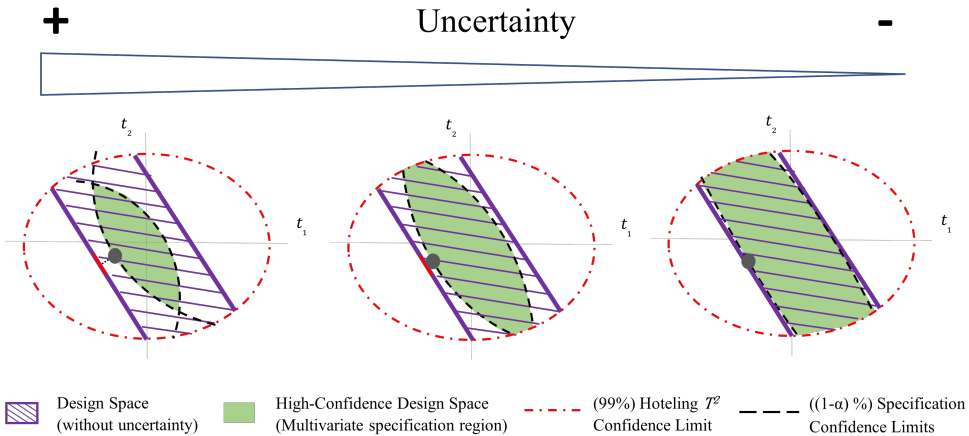 Uncertainty
+
-
t₂
t₁
t₂
t₁
t₂
t₁
Design Space
(without uncertainty)
High-Confidence Design Space
(Multivariate specification region)
(99%) Hoteling T²
Confidence Limit
((1-α) %) Specification
Confidence Limits